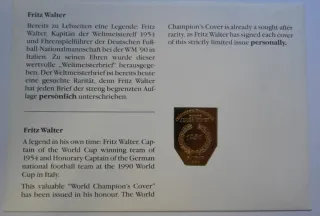 Fritz Walter
Bereits zu Lebzeiten eine Legende: Fritz
Walter, Kapitän der Weltmeisterelf 1954
und Ehrenspielführer der Deutschen Fuß-
ball-Nationalmannschaft bei der WM '90 in
Italien. Zu seinen Ehren wurde dieser
wertvolle „Weltmeisterbrief" herausgege-
ben. Der Weltmeisterbrief ist bereits heute
eine gesuchte Rarität, denn Fritz Walter
hat jeden Brief der streng begrenzten Auf-
lage persönlich unterschrieben.
Fritz Walter
A legend in his own time: Fritz Walter, Cap-
tain of the World Cup winning team of
1954 and Honorary Captain of the German
national football team at the 1990 World
Cup in Italy.
This valuable "World Champion's Cover"
has been issued in his honour. The World
Champion's Cover is already a sought-after
rarity, as Fritz Walter has signed each cover
of this strictly limited issue personally.